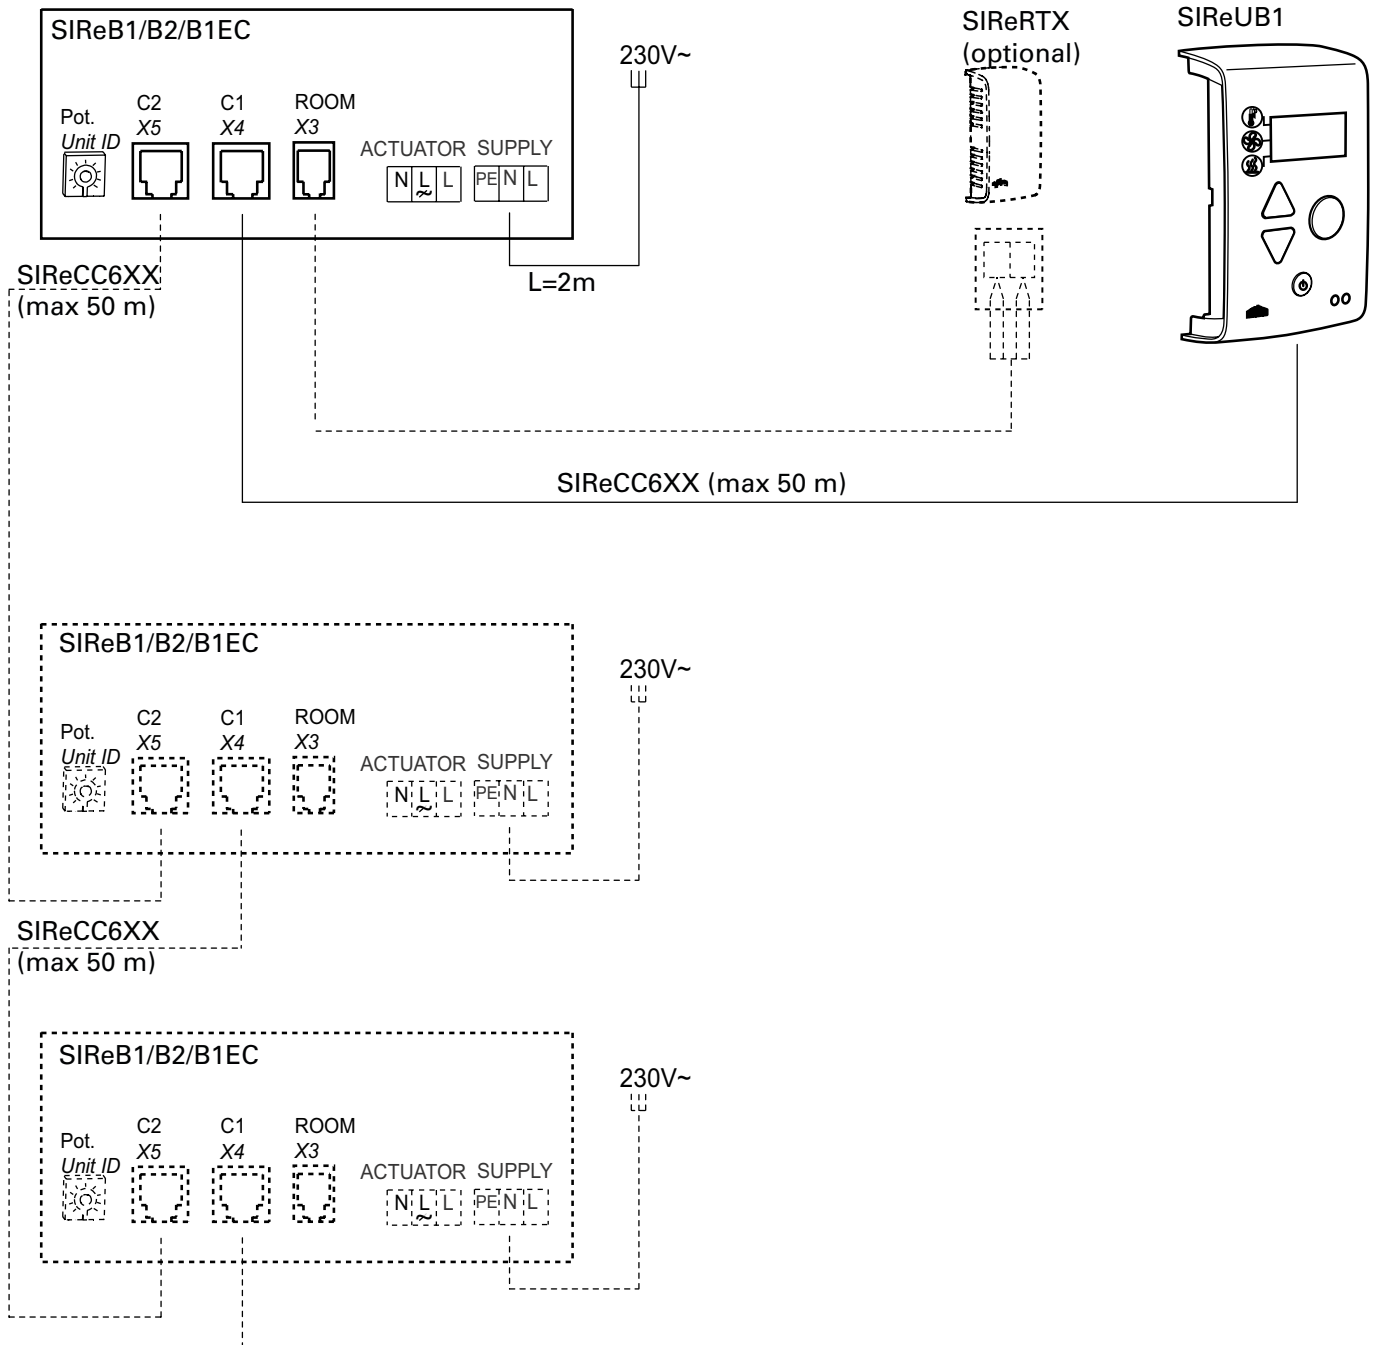 SIReB1/B2/B1EC
230V~
SIReRTX
(optional)
SIReUB1
Pot.
Unit ID
C2
X5
C1
X4
ROOM
X3
ACTUATOR SUPPLY
N L L PE N L
~
SIReCC6XX
(max 50 m)
L=2m
SIReCC6XX (max 50 m)
SIReB1/B2/B1EC
230V~
Pot.
Unit ID
C2
X5
C1
X4
ROOM
X3
ACTUATOR SUPPLY
N L L PE N L
~
SIReCC6XX
(max 50 m)
SIReB1/B2/B1EC
230V~
Pot.
Unit ID
C2
X5
C1
X4
ROOM
X3
ACTUATOR SUPPLY
N L L PE N L
~